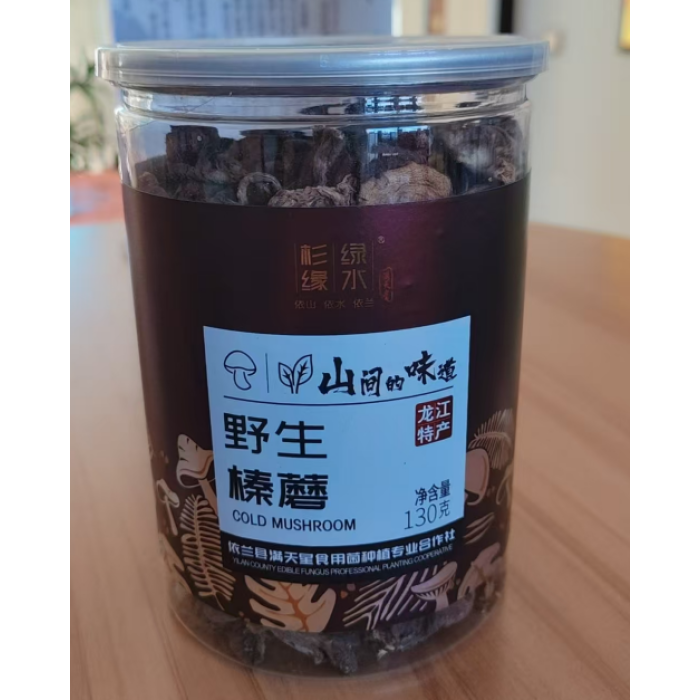 杉 绿
缘 水
®
依山 依水 依兰
山间的味道
龙江
特产
野生
榛蘑
COLD MUSHROOM
净含量
130克
依兰县满天星食用菌种植专业合作社
YILAN COUNTY EDIBLE FUNGUS PROFESSIONAL PLANTING COOPERATIVE